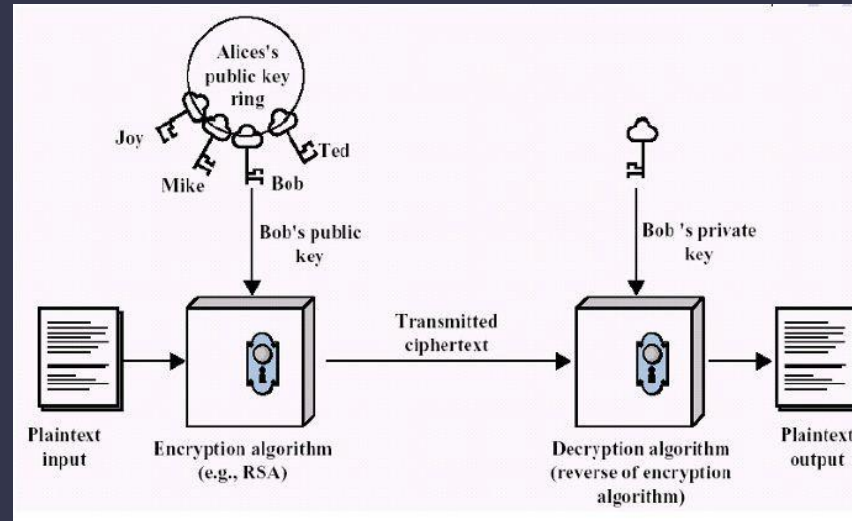 Alices's
public key
ring
Joy
Mike
Bob
Ted
Bob's public
key
Bob 's private
key
Transmitted
ciphertext
Plaintext
input
Encryption algorithm
(e.g., RSA)
Decryption algorithm
(reverse of encryption
algorithm)
Plaintext
output